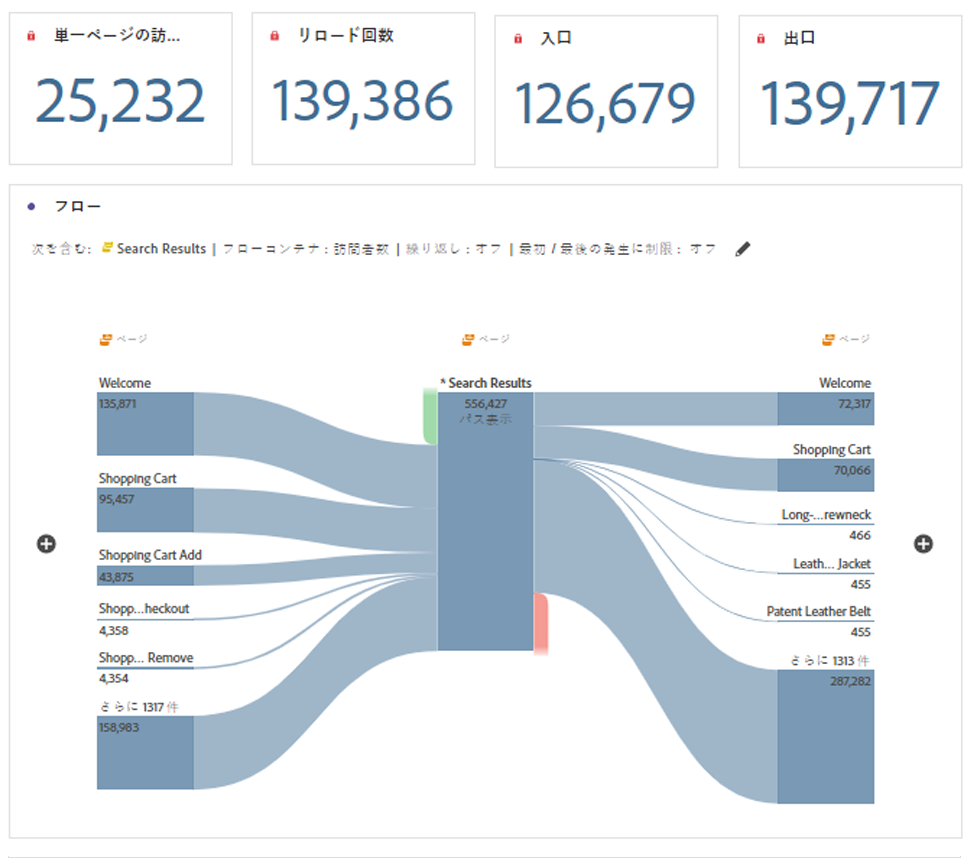 単一ページの訪...
25,232
リロード回数
139,386
入口
126,679
出口
139,717
フロー
次を含む: Search Results | フローコンテナ : 訪問者数 | 繰り返し : オフ | 最初 / 最後の発生に制限 : オフ
ページ
ページ
ページ
Welcome
135,871
Shopping Cart
95,457
Shopping Cart Add
43,875
Shopp...heckout
4,358
Shopp... Remove
4,354
さらに 1317 件
158,983
* Search Results
556,427
パス表示
Welcome
72,317
Shopping Cart
70,066
Long-...rewneck
466
Leath... Jacket
455
Patent Leather Belt
455
さらに 1313 件
287,282